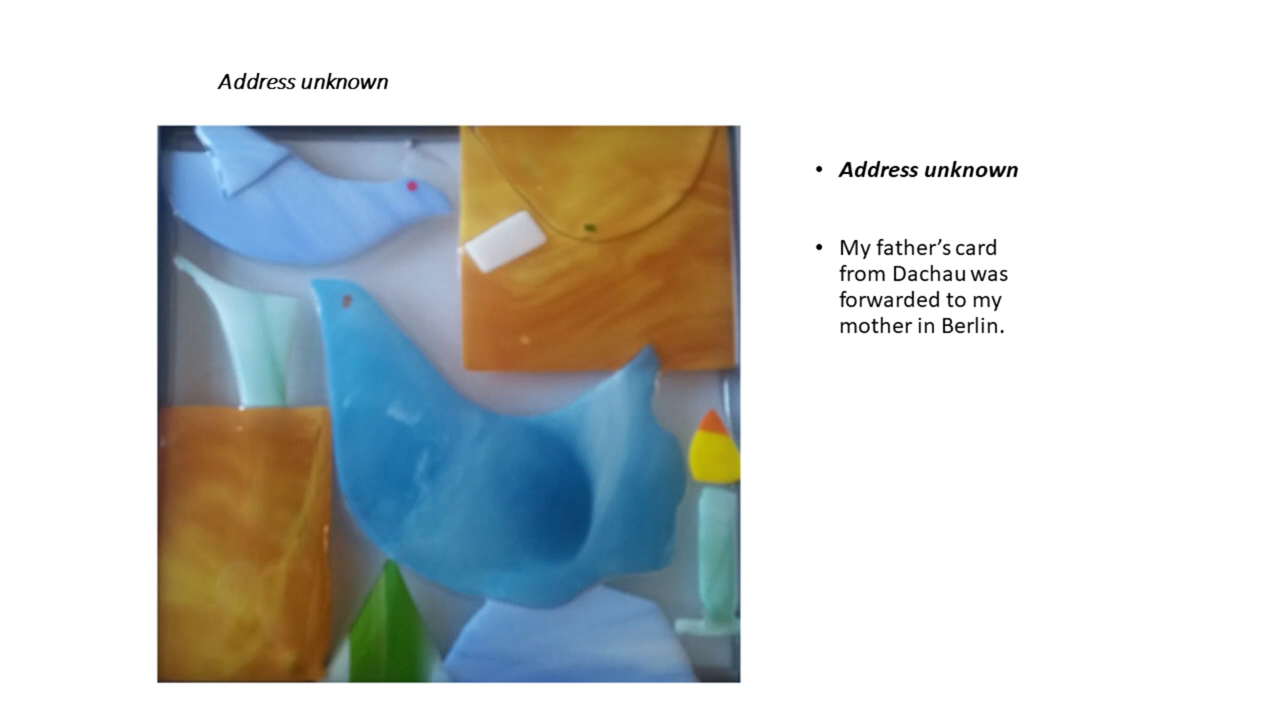 Address unknown
• Address unknown
• My father's card
from Dachau was
forwarded to my
mother in Berlin.